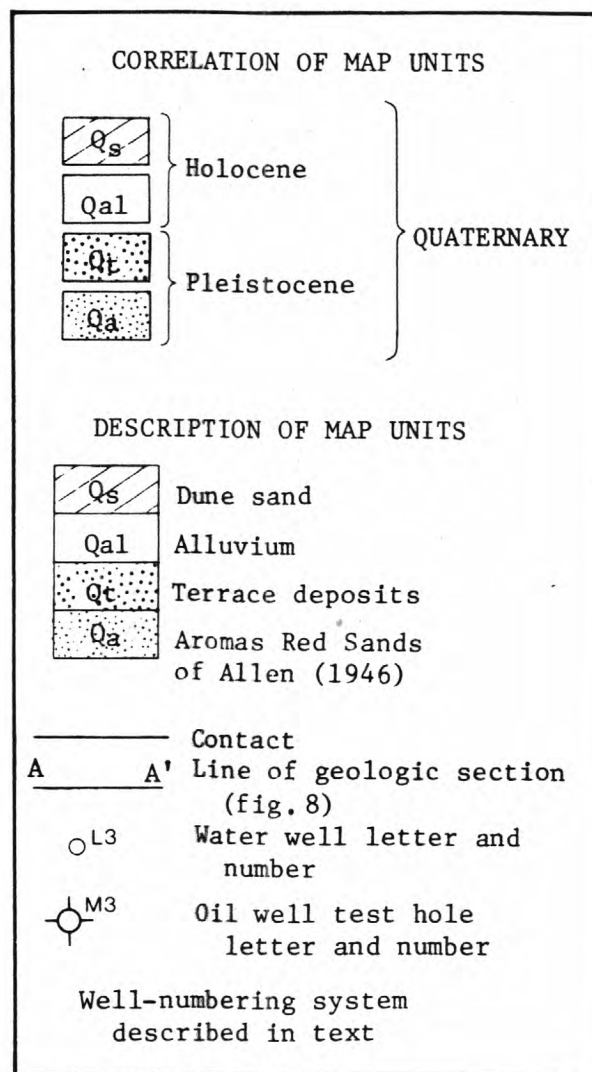 CORRELATION OF MAP UNITS
Qs
Holocene
Qal
QUATERNARY
Qt
Pleistocene
Qa
DESCRIPTION OF MAP UNITS
Qs Dune sand
Qal Alluvium
Qt Terrace deposits
Qa Aromas Red Sands
of Allen (1946)
Contact
A A' Line of geologic section
(fig. 8)
L3 Water well letter and
number
M3 Oil well test hole
letter and number
Well-numbering system
described in text